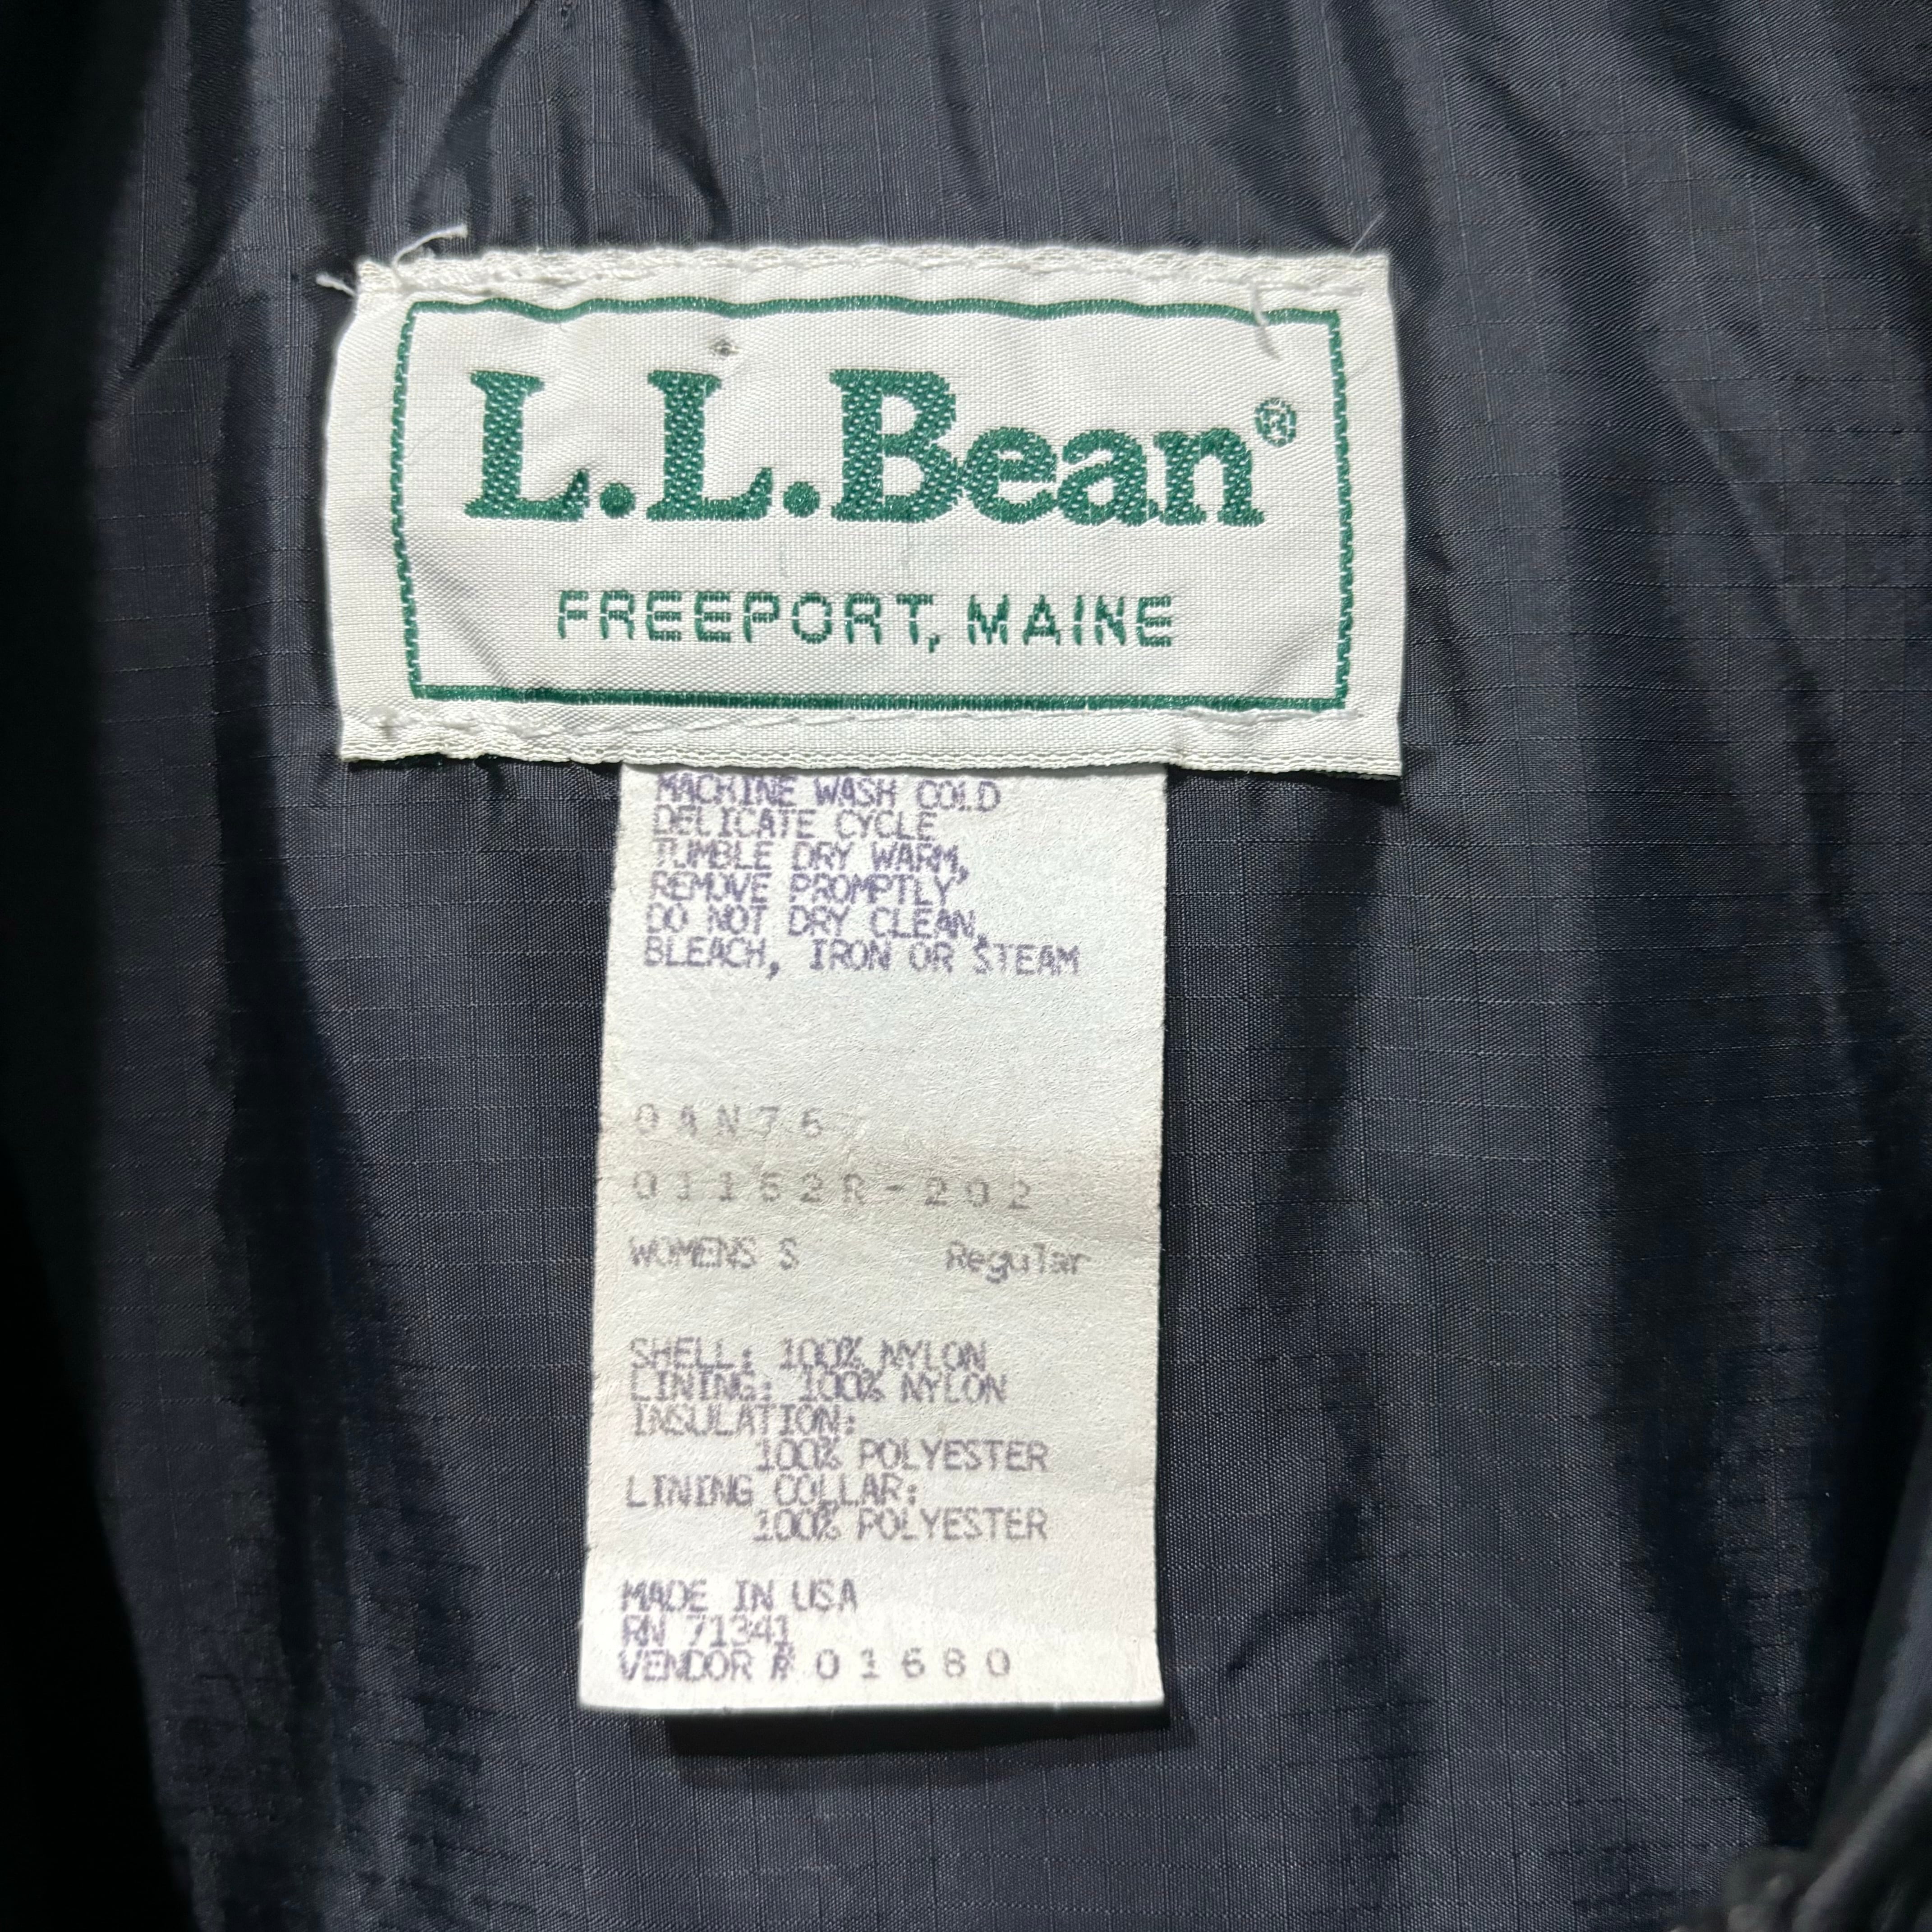 L.L.Bean®
FREEPORT, MAINE
MACHINE WASH COLD
DELICATE CYCLE
TUMBLE DRY WARM,
REMOVE PROMPTLY
DO NOT DRY CLEAN,
BLEACH, IRON OR STEAM
0AN76
01162R-202
WOMENS S Regular
SHELL: 100% NYLON
LINING: 100% NYLON
INSULATION:
100% POLYESTER
LINING COLLAR:
100% POLYESTER
MADE IN USA
RN 71341
VENDOR # 01680